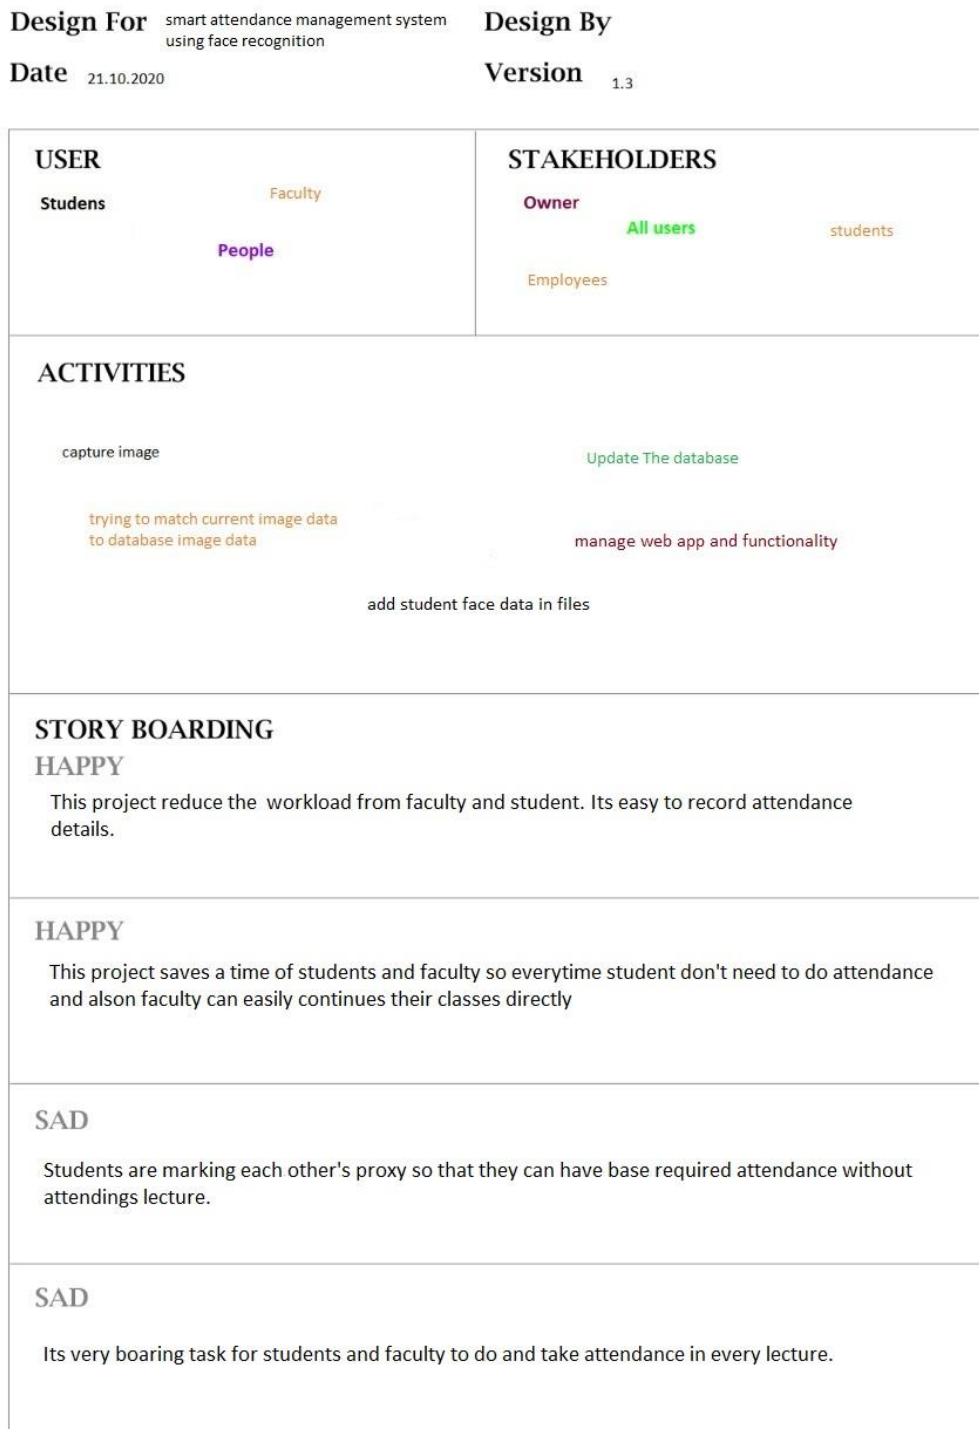 Design For smart attendance management system
using face recognition
Design By
Date 21.10.2020
Version 1.3
USER
Studens
Faculty
People
STAKEHOLDERS
Owner
All users
students
Employees
ACTIVITIES
capture image
Update The database
trying to match current image data
to database image data
manage web app and functionality
add student face data in files
STORY BOARDING
HAPPY
This project reduce the workload from faculty and student. Its easy to record attendance
details.
HAPPY
This project saves a time of students and faculty so everytime student don't need to do attendance
and alson faculty can easily continues their classes directly
SAD
Students are marking each other's proxy so that they can have base required attendance without
attendings lecture.
SAD
Its very boaring task for students and faculty to do and take attendance in every lecture.